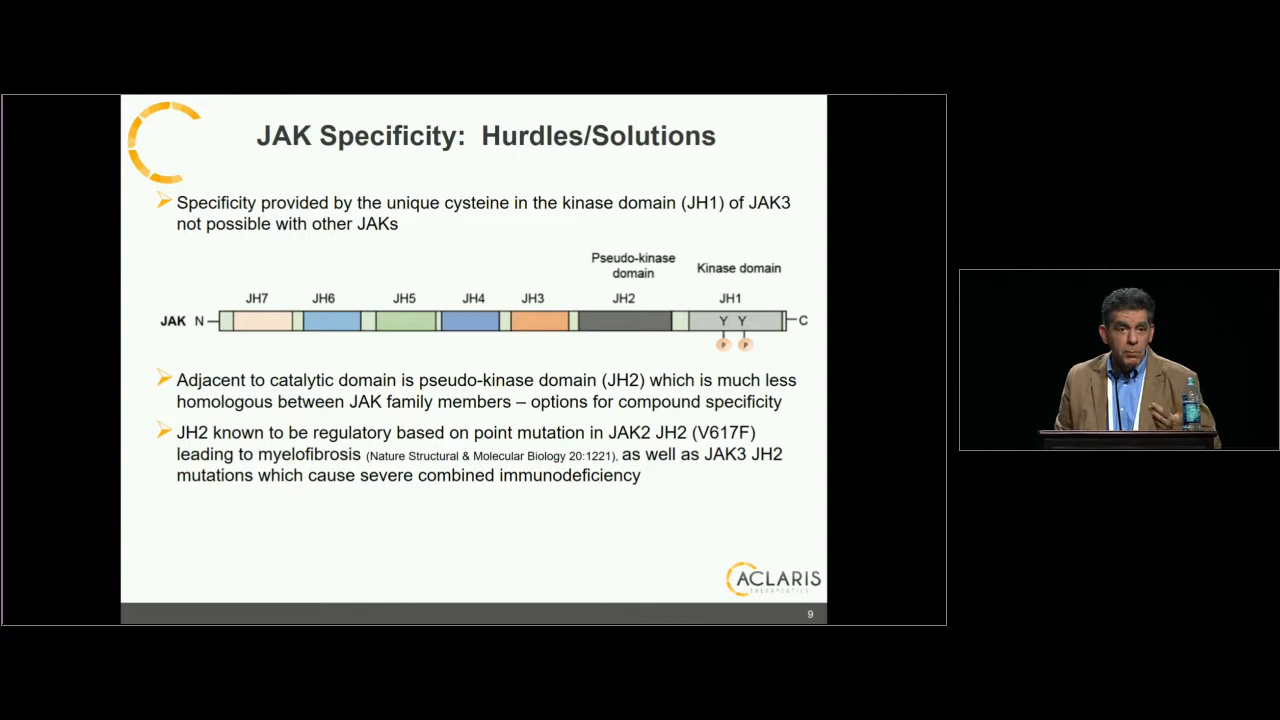 JAK Specificity: Hurdles/Solutions
Specificity provided by the unique cysteine in the kinase domain (JH1) of JAK3
not possible with other JAKs
Pseudo-kinase
domain
Kinase domain
JH7 JH6 JH5 JH4 JH3 JH2 JH1
JAK N Y Y C
P P
Adjacent to catalytic domain is pseudo-kinase domain (JH2) which is much less
homologous between JAK family members – options for compound specificity
JH2 known to be regulatory based on point mutation in JAK2 JH2 (V617F)
leading to myelofibrosis (Nature Structural & Molecular Biology 20:1221), as well as JAK3 JH2
mutations which cause severe combined immunodeficiency
ACLARIS
THERAPEUTICS
9